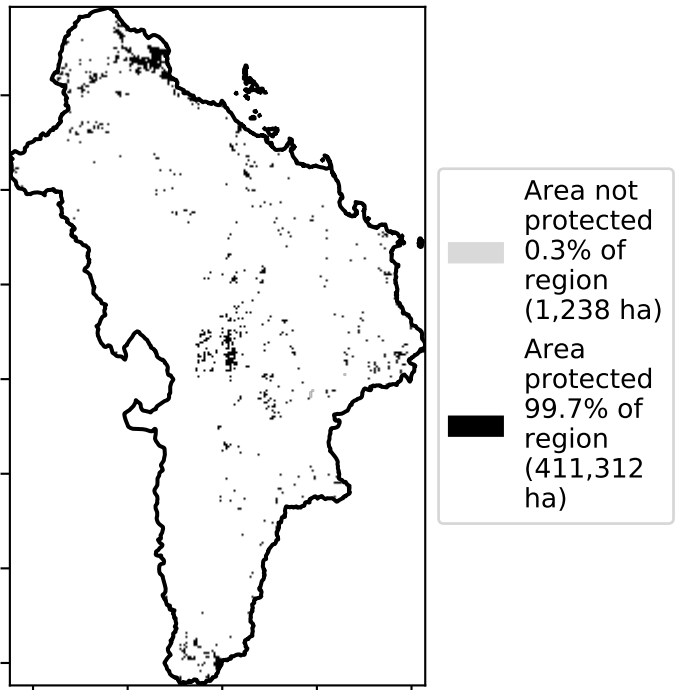 Area not
protected
0.3% of
region
(1,238 ha)
Area
protected
99.7% of
region
(411,312
ha)